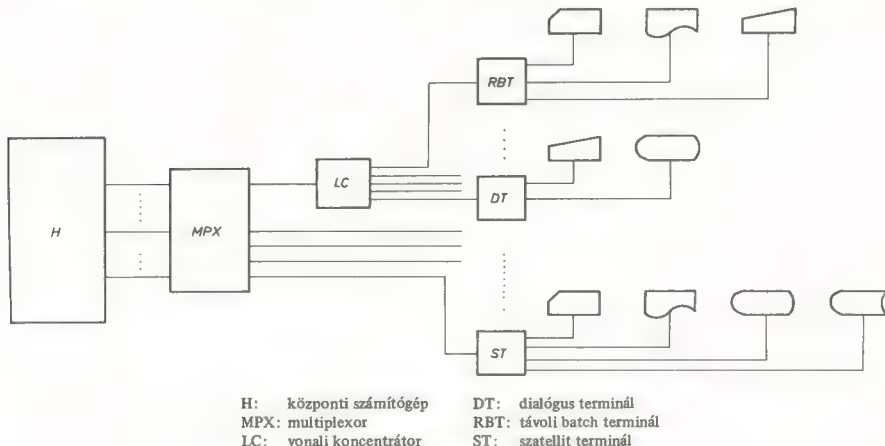 RBT
LC
DT
H
MPX
ST
H: központi számítógép
MPX: multiplexor
LC: vonali koncentrátor
DT: dialógus terminál
RBT: távoli batch terminál
ST: szatellit terminál